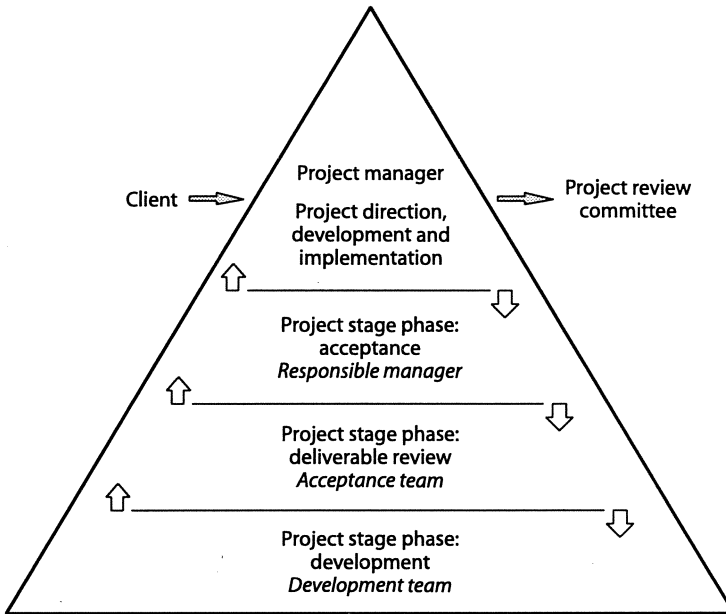 Project manager
Client
Project review
committee
Project direction,
development and
implementation
Project stage phase:
acceptance
Responsible manager
Project stage phase:
deliverable review
Acceptance team
Project stage phase:
development
Development team